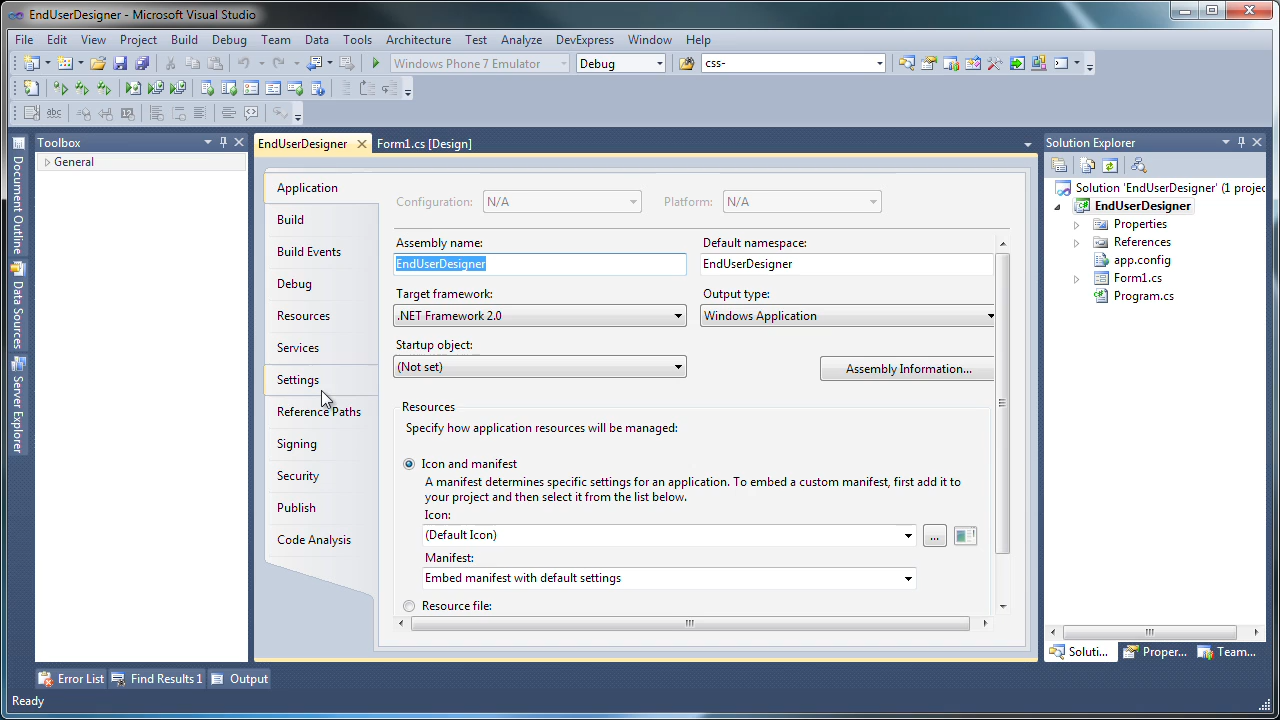 EndUserDesigner - Microsoft Visual Studio
File Edit View Project Build Debug Team Data Tools Architecture Test Analyze DevExpress Window Help
Windows Phone 7 Emulator Debug css-
abc
Toolbox
General
Document Outline
Data Sources
Server Explorer
EndUserDesigner Form1.cs [Design]
Application
Build
Build Events
Debug
Resources
Services
Settings
Reference Paths
Signing
Security
Publish
Code Analysis
Configuration: N/A Platform: N/A
Assembly name: Default namespace:
EndUserDesigner EndUserDesigner
Target framework: Output type:
.NET Framework 2.0 Windows Application
Startup object:
(Not set) Assembly Information...
Resources
Specify how application resources will be managed:
Icon and manifest
A manifest determines specific settings for an application. To embed a custom manifest, first add it to
your project and then select it from the list below.
Icon:
(Default Icon) ...
Manifest:
Embed manifest with default settings
Resource file:
Solution Explorer
Solution 'EndUserDesigner' (1 projec
EndUserDesigner
Properties
References
app.config
Form1.cs
Program.cs
Soluti... Proper... Team...
Error List Find Results 1 Output
Ready